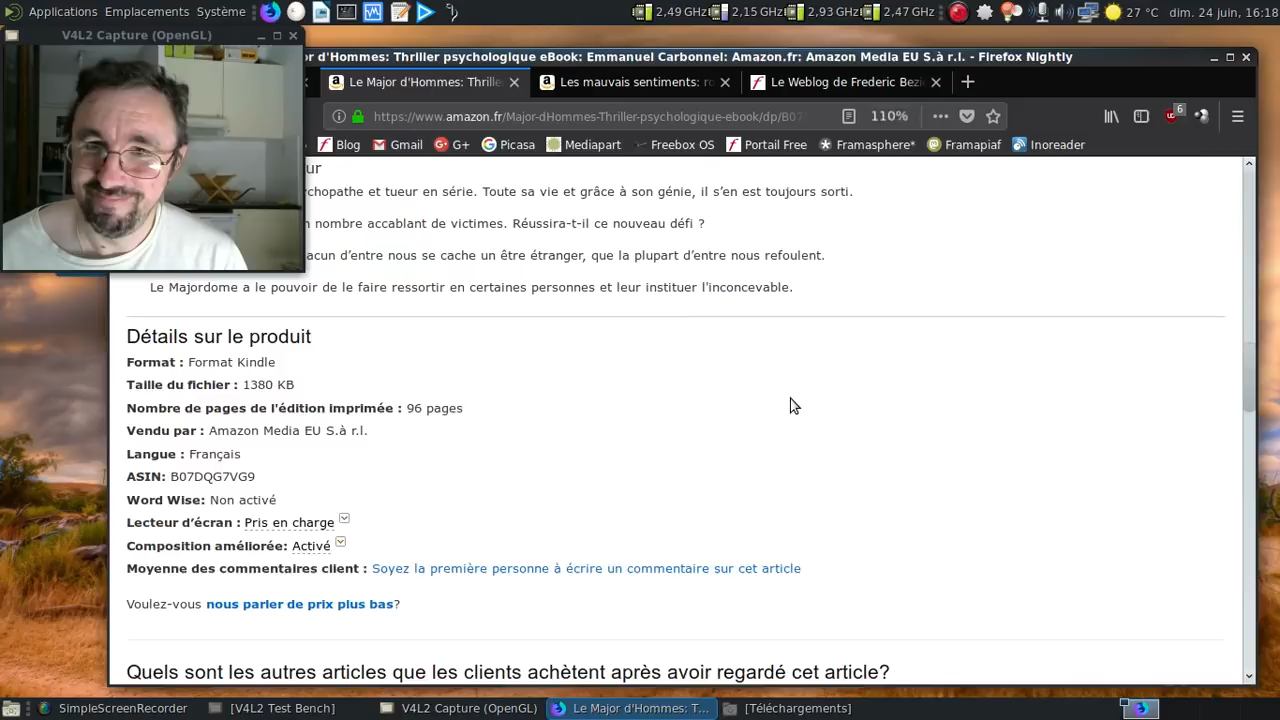 Applications Emplacements Système 2,49 GHz 2,15 GHz 2,93 GHz 2,47 GHz 27 °C dim. 24 juin, 16:18
V4L2 Capture (OpenGL)
or d'Hommes: Thriller psychologique eBook: Emmanuel Carbonnel: Amazon.fr: Amazon Media EU S.à r.l. - Firefox Nightly
Le Major d'Hommes: Thrille Les mauvais sentiments: ro Le Weblog de Frederic Bezi
https://www.amazon.fr/Major-dHommes-Thriller-psychologique-ebook/dp/B07 110% 6
Blog Gmail G+ Picasa Mediapart Freebox OS Portail Free Framasphère* Framapiaf Inoreader
ur
chopathe et tueur en série. Toute sa vie et grâce à son génie, il s’en est toujours sorti.
n nombre accablant de victimes. Réussira-t-il ce nouveau défi ?
acun d’entre nous se cache un être étranger, que la plupart d’entre nous refoulent.
Le Majordome a le pouvoir de le faire ressortir en certaines personnes et leur instituer l’inconcevable.
Détails sur le produit
Format : Format Kindle
Taille du fichier : 1380 KB
Nombre de pages de l'édition imprimée : 96 pages
Vendu par : Amazon Media EU S.à r.l.
Langue : Français
ASIN: B07DQG7VG9
Word Wise: Non activé
Lecteur d’écran : Pris en charge
Composition améliorée: Activé
Moyenne des commentaires client : Soyez la première personne à écrire un commentaire sur cet article
Voulez-vous nous parler de prix plus bas?
Quels sont les autres articles que les clients achètent après avoir regardé cet article?
SimpleScreenRecorder [V4L2 Test Bench] V4L2 Capture (OpenGL) Le Major d'Hommes: T... [Téléchargements]